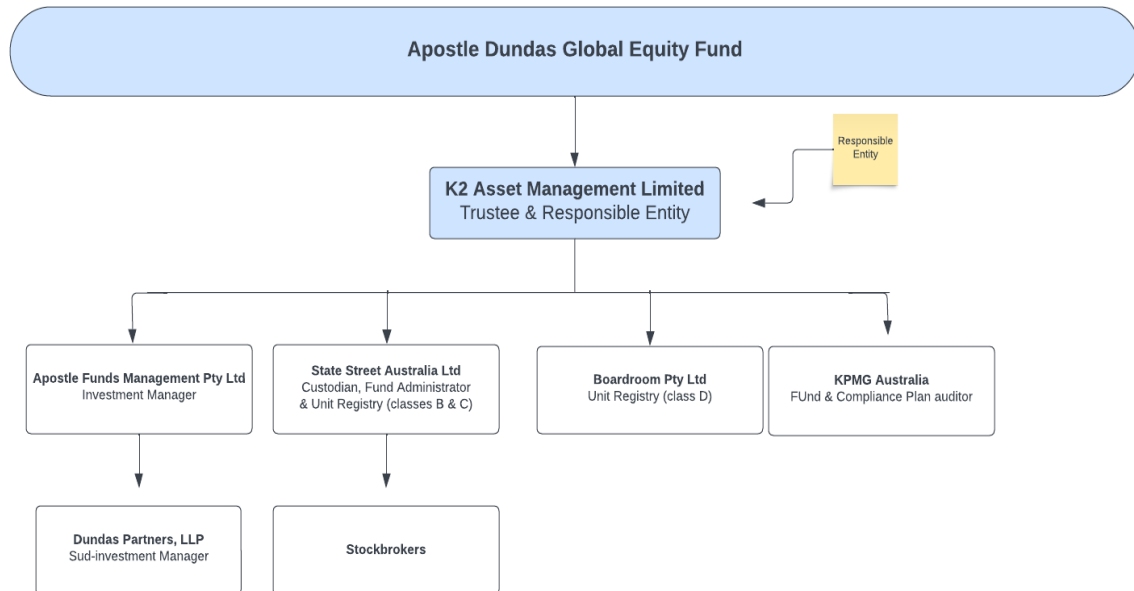 Apostle Dundas Global Equity Fund
Responsible
Entity
K2 Asset Management Limited
Trustee & Responsible Entity
Apostle Funds Management Pty Ltd
Investment Manager
State Street Australia Ltd
Custodian, Fund Administrator
& Unit Registry (classes B & C)
Boardroom Pty Ltd
Unit Registry (class D)
KPMG Australia
FUnd & Compliance Plan auditor
Dundas Partners, LLP
Sud-investment Manager
Stockbrokers